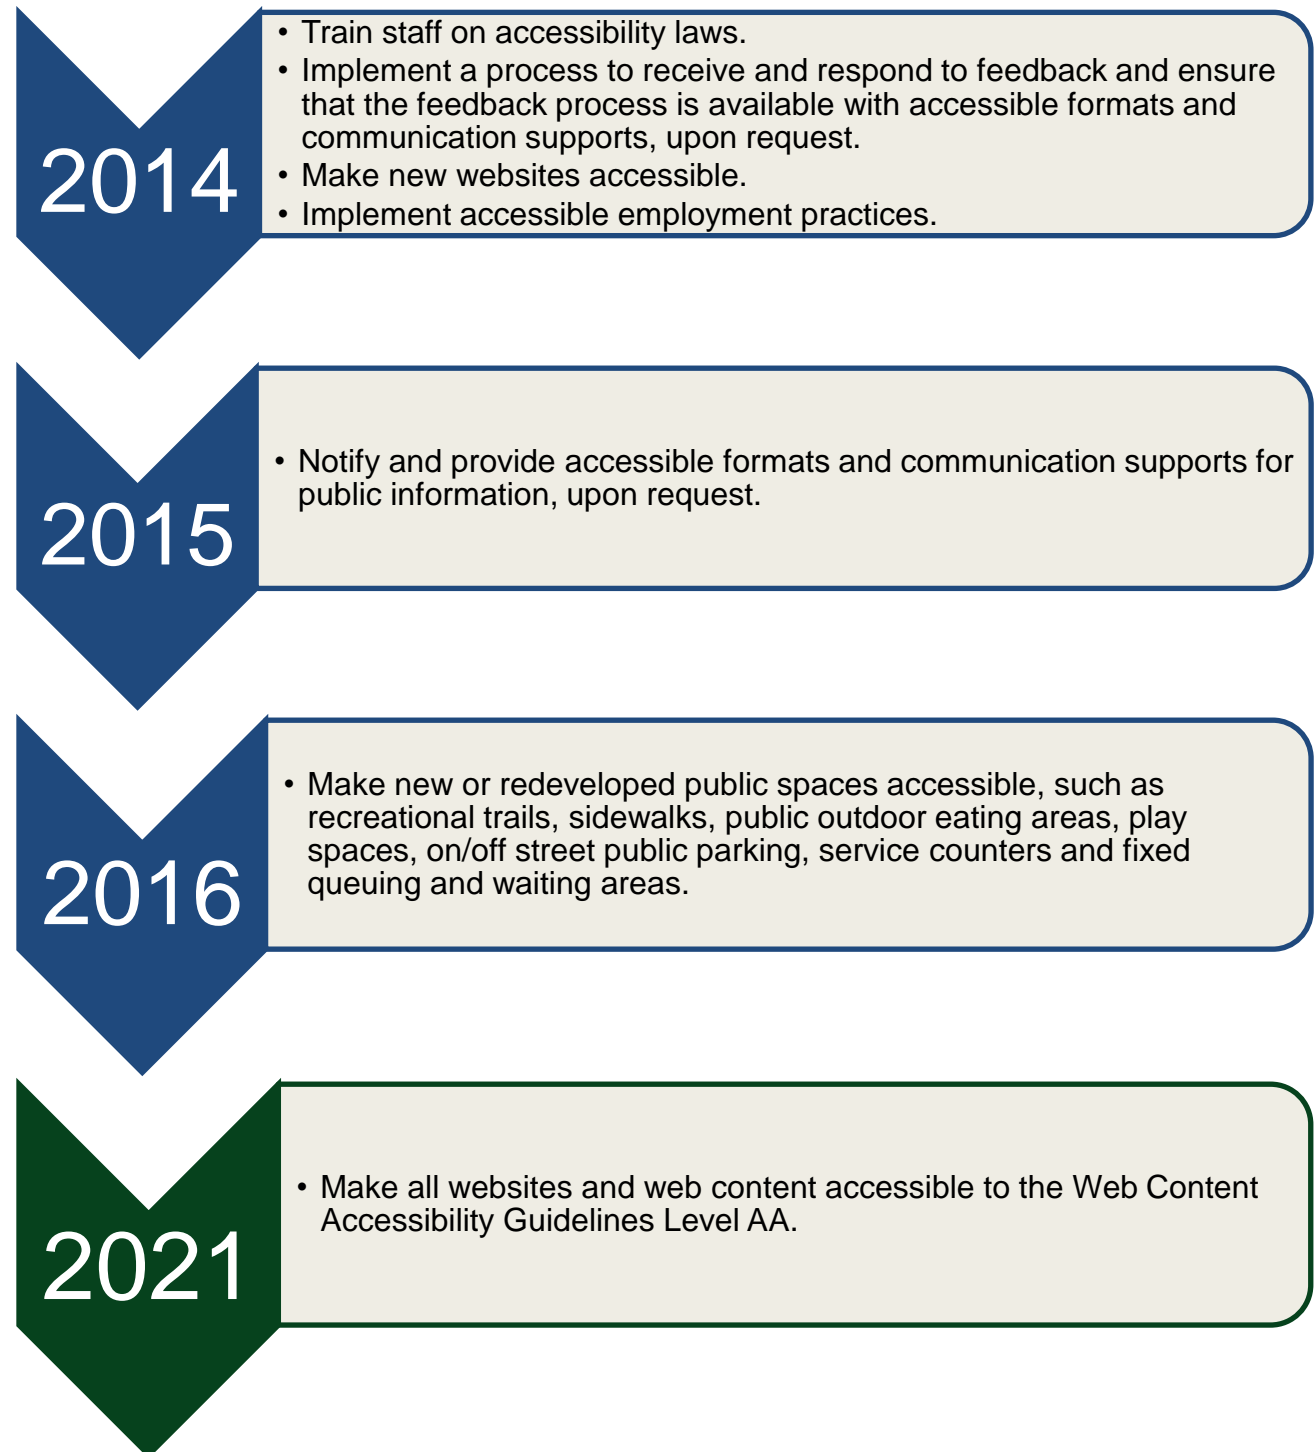 2014
• Train staff on accessibility laws.
• Implement a process to receive and respond to feedback and ensure
that the feedback process is available with accessible formats and
communication supports, upon request.
• Make new websites accessible.
• Implement accessible employment practices.
2015
• Notify and provide accessible formats and communication supports for
public information, upon request.
2016
• Make new or redeveloped public spaces accessible, such as
recreational trails, sidewalks, public outdoor eating areas, play
spaces, on/off street public parking, service counters and fixed
queuing and waiting areas.
2021
• Make all websites and web content accessible to the Web Content
Accessibility Guidelines Level AA.